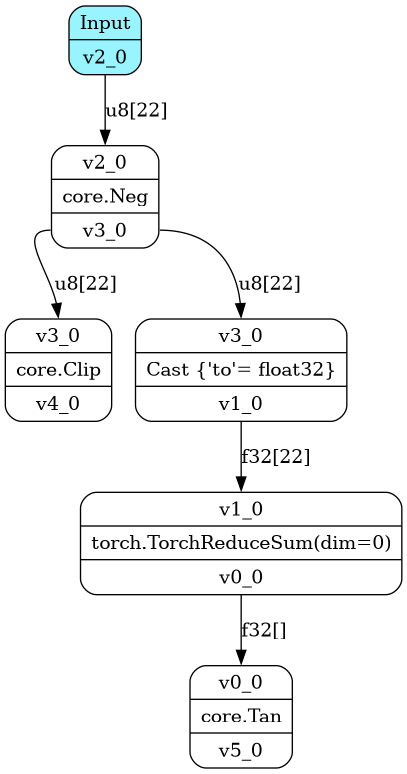 Input
v2_0
u8[22]
v2_0
core.Neg
v3_0
u8[22]
u8[22]
v3_0
core.Clip
v4_0
v3_0
Cast {'to'= float32}
v1_0
f32[22]
v1_0
torch.TorchReduceSum(dim=0)
v0_0
f32[]
v0_0
core.Tan
v5_0